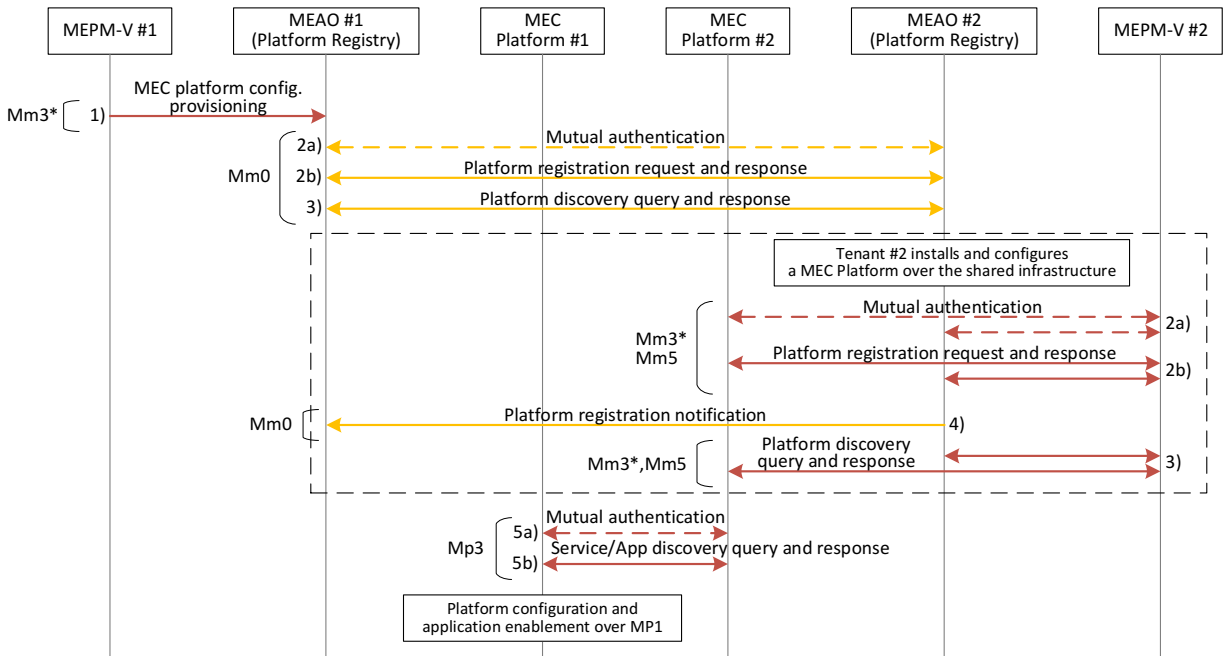 MEPM-V #1
MEAO #1
(Platform Registry)
MEC
Platform #1
MEC
Platform #2
MEAO #2
(Platform Registry)
MEPM-V #2
Mm3*
1)
MEC platform config.
provisioning
Mm0
2a)
Mutual authentication
2b)
Platform registration request and response
3)
Platform discovery query and response
Tenant #2 installs and configures
a MEC Platform over the shared infrastructure
Mm3*
Mm5
Mutual authentication
2a)
Platform registration request and response
2b)
Mm0
Platform registration notification
4)
Mm3*,Mm5
Platform discovery
query and response
3)
Mp3
5a)
Mutual authentication
5b)
Service/App discovery query and response
Platform configuration and
application enablement over MP1